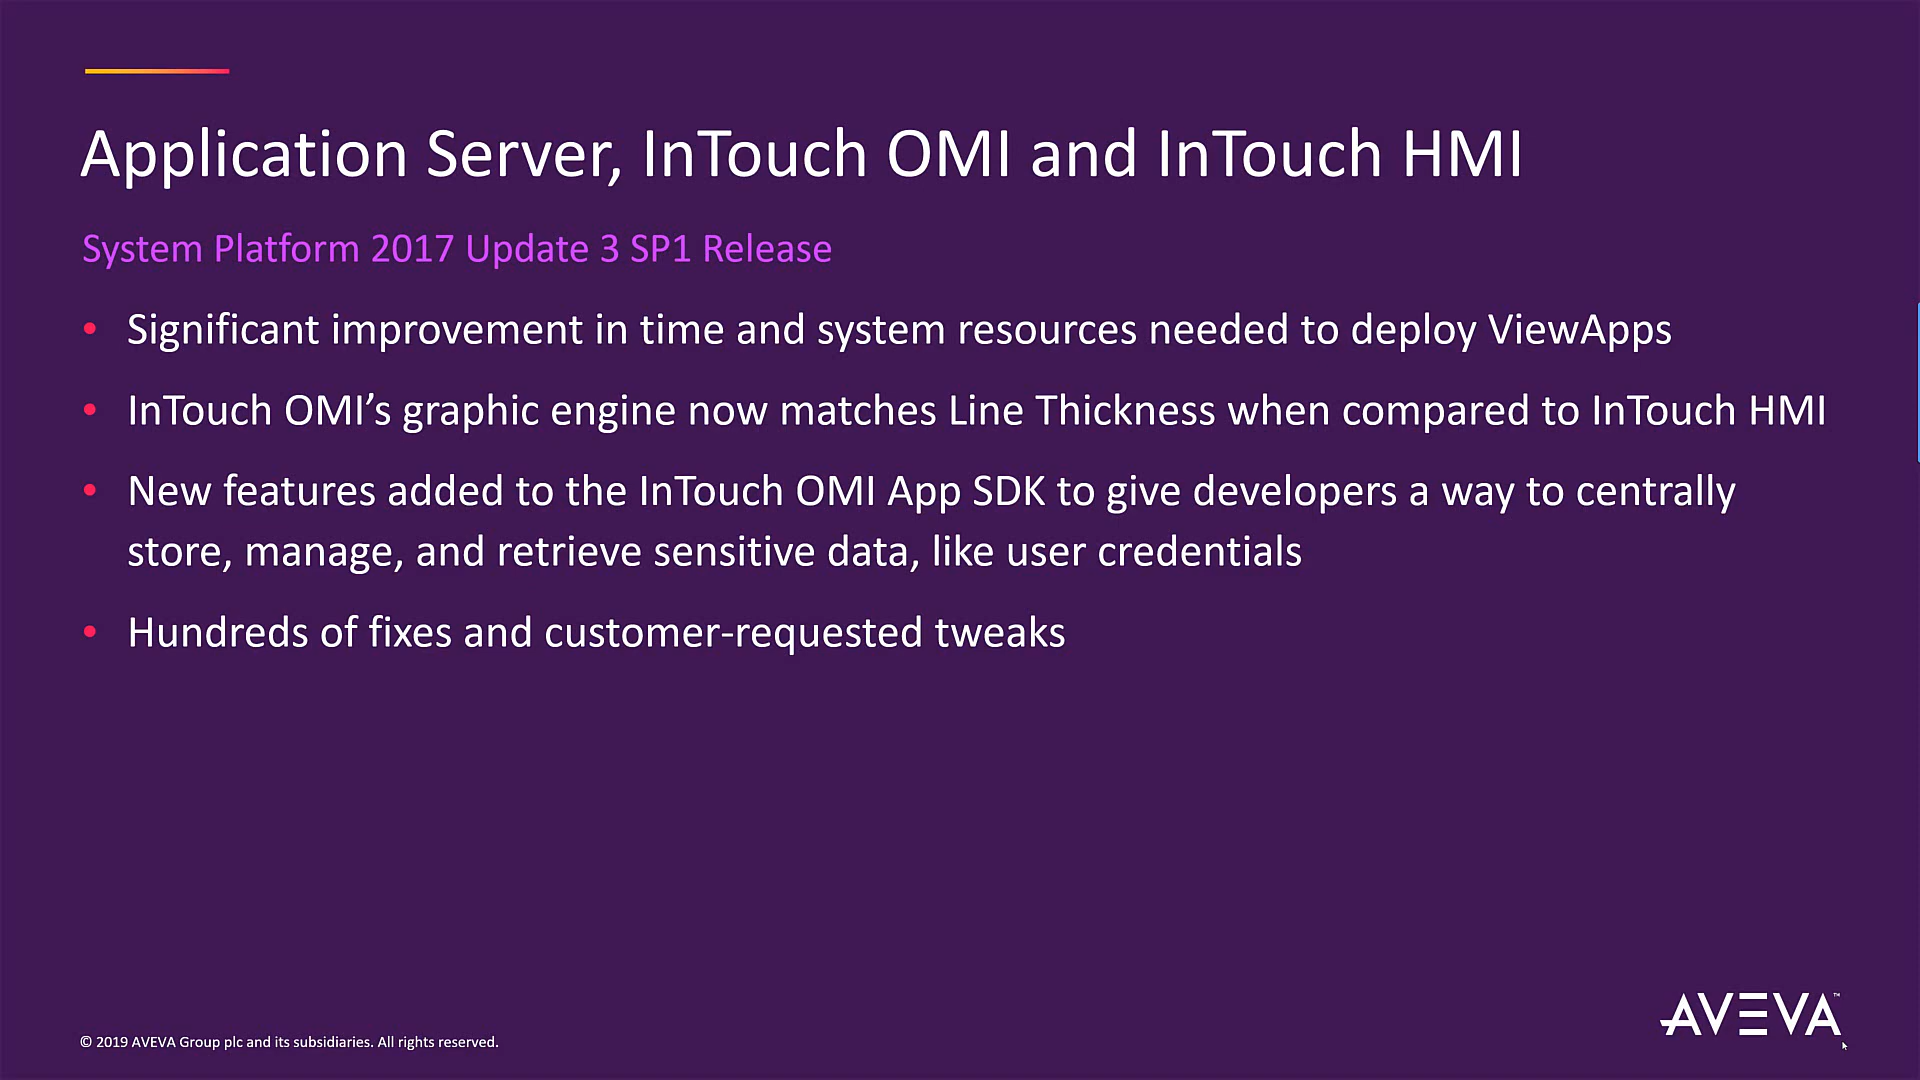 Application Server, InTouch OMI and InTouch HMI
System Platform 2017 Update 3 SP1 Release
• Significant improvement in time and system resources needed to deploy ViewApps
• InTouch OMI’s graphic engine now matches Line Thickness when compared to InTouch HMI
• New features added to the InTouch OMI App SDK to give developers a way to centrally
store, manage, and retrieve sensitive data, like user credentials
• Hundreds of fixes and customer-requested tweaks
AVEVA™
© 2019 AVEVA Group plc and its subsidiaries. All rights reserved.